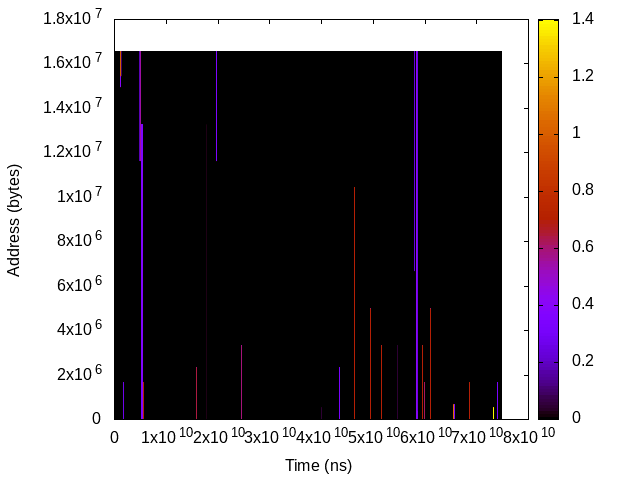 1.8x10 7
1.6x10 7
1.4x10 7
1.2x10 7
1x10 7
8x10 6
6x10 6
4x10 6
2x10 6
0
Address (bytes)
0 1x10 10 2x10 10 3x10 10 4x10 10 5x10 10 6x10 10 7x10 10 8x10 10
Time (ns)
1.4
1.2
1
0.8
0.6
0.4
0.2
0